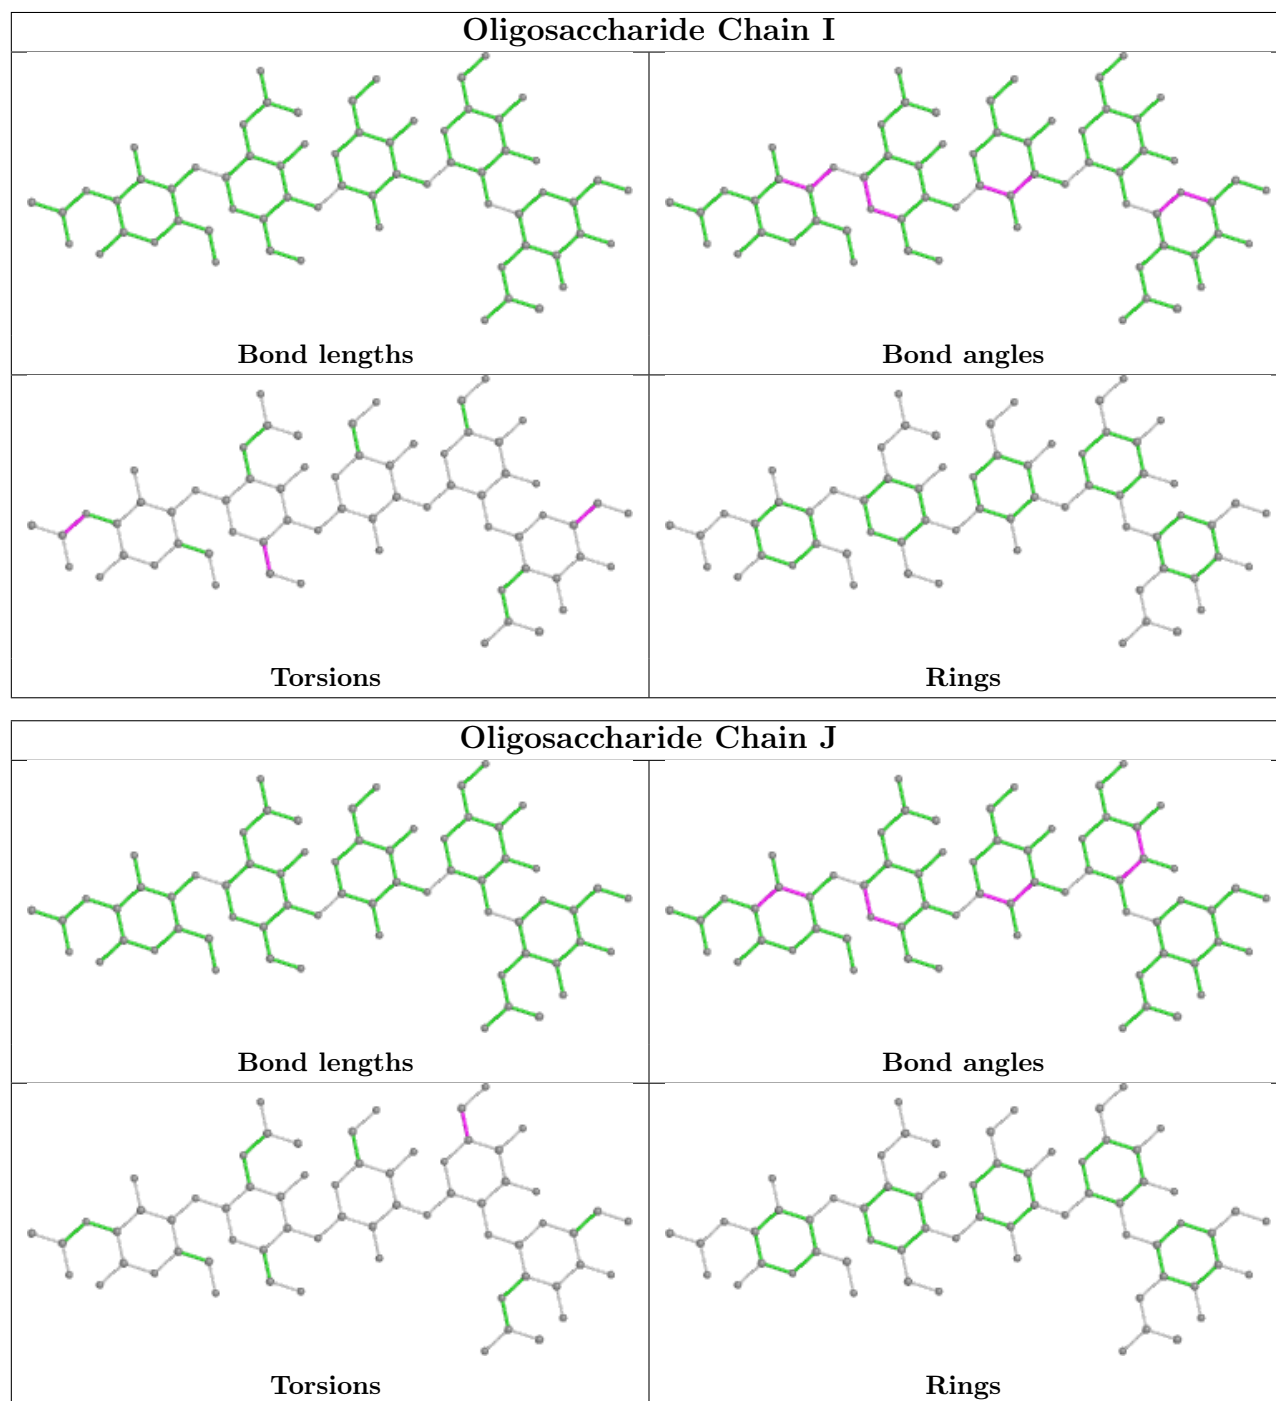 Oligosaccharide Chain I
Bond lengths
Bond angles
Torsions
Rings
Oligosaccharide Chain J
Bond lengths
Bond angles
Torsions
Rings